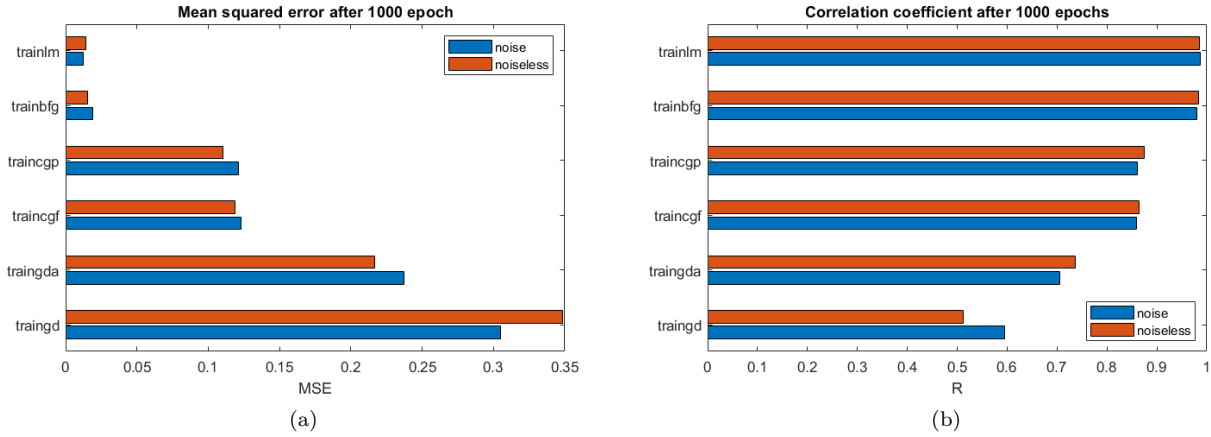 Mean squared error after 1000 epoch
trainlm
trainbfg
traincgp
traincgf
traingda
traingd
noise
noiseless
0 0.05 0.1 0.15 0.2 0.25 0.3 0.35
MSE
(a)
Correlation coefficient after 1000 epochs
trainlm
trainbfg
traincgp
traincgf
traingda
traingd
noise
noiseless
0 0.1 0.2 0.3 0.4 0.5 0.6 0.7 0.8 0.9 1
R
(b)